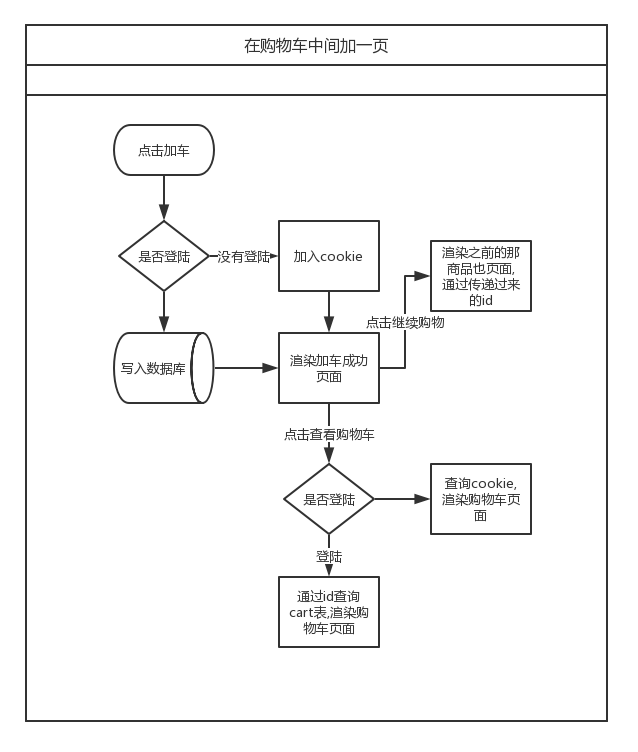 在购物车中间加一页
点击加车
是否登陆
没有登陆
加入cookie
渲染之前的那
商品也页面,
通过传递过来
的id
点击继续购物
写入数据库
渲染加车成功
页面
点击查看购物车
是否登陆
查询cookie,
渲染购物车页
面
登陆
通过id查询
cart表,渲染购
物车页面